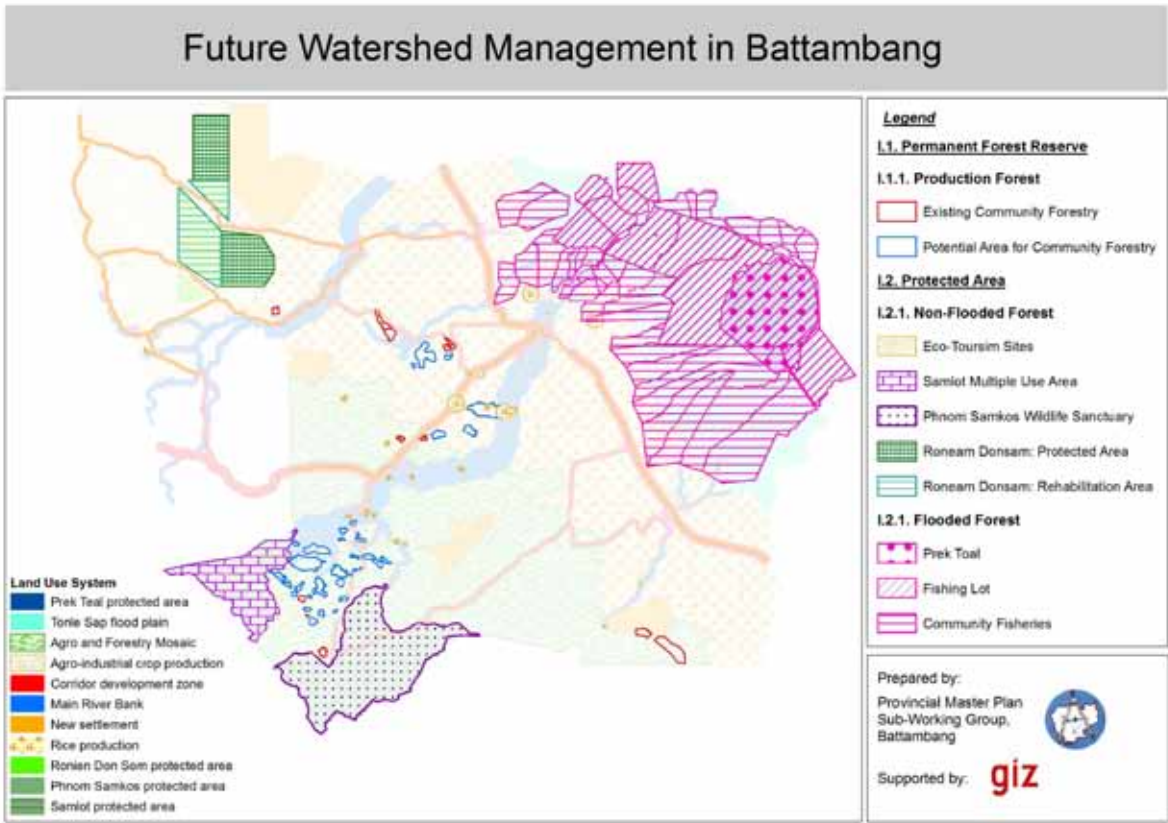 Future Watershed Management in Battambang
Legend
I.1. Permanent Forest Reserve
I.1.1. Production Forest
Existing Community Forestry
Potential Area for Community Forestry
I.2. Protected Area
I.2.1. Non-Flooded Forest
Eco-Toursim Sites
Samlot Multiple Use Area
Phnom Samkos Wildlife Sanctuary
Roneam Donsam: Protected Area
Roneam Donsam: Rehabilitation Area
I.2.1. Flooded Forest
Prek Toal
Fishing Lot
Community Fisheries
Land Use System
Prek Teal protected area
Tonle Sap flood plain
Agro and Forestry Mosaic
Agro-industrial crop production
Corridor development zone
Main River Bank
New settlement
Rice production
Ronien Don Som protected area
Phnom Samkos protected area
Samlot protected area
Prepared by:
Provincial Master Plan
Sub-Working Group,
Battambang
Supported by:
giz